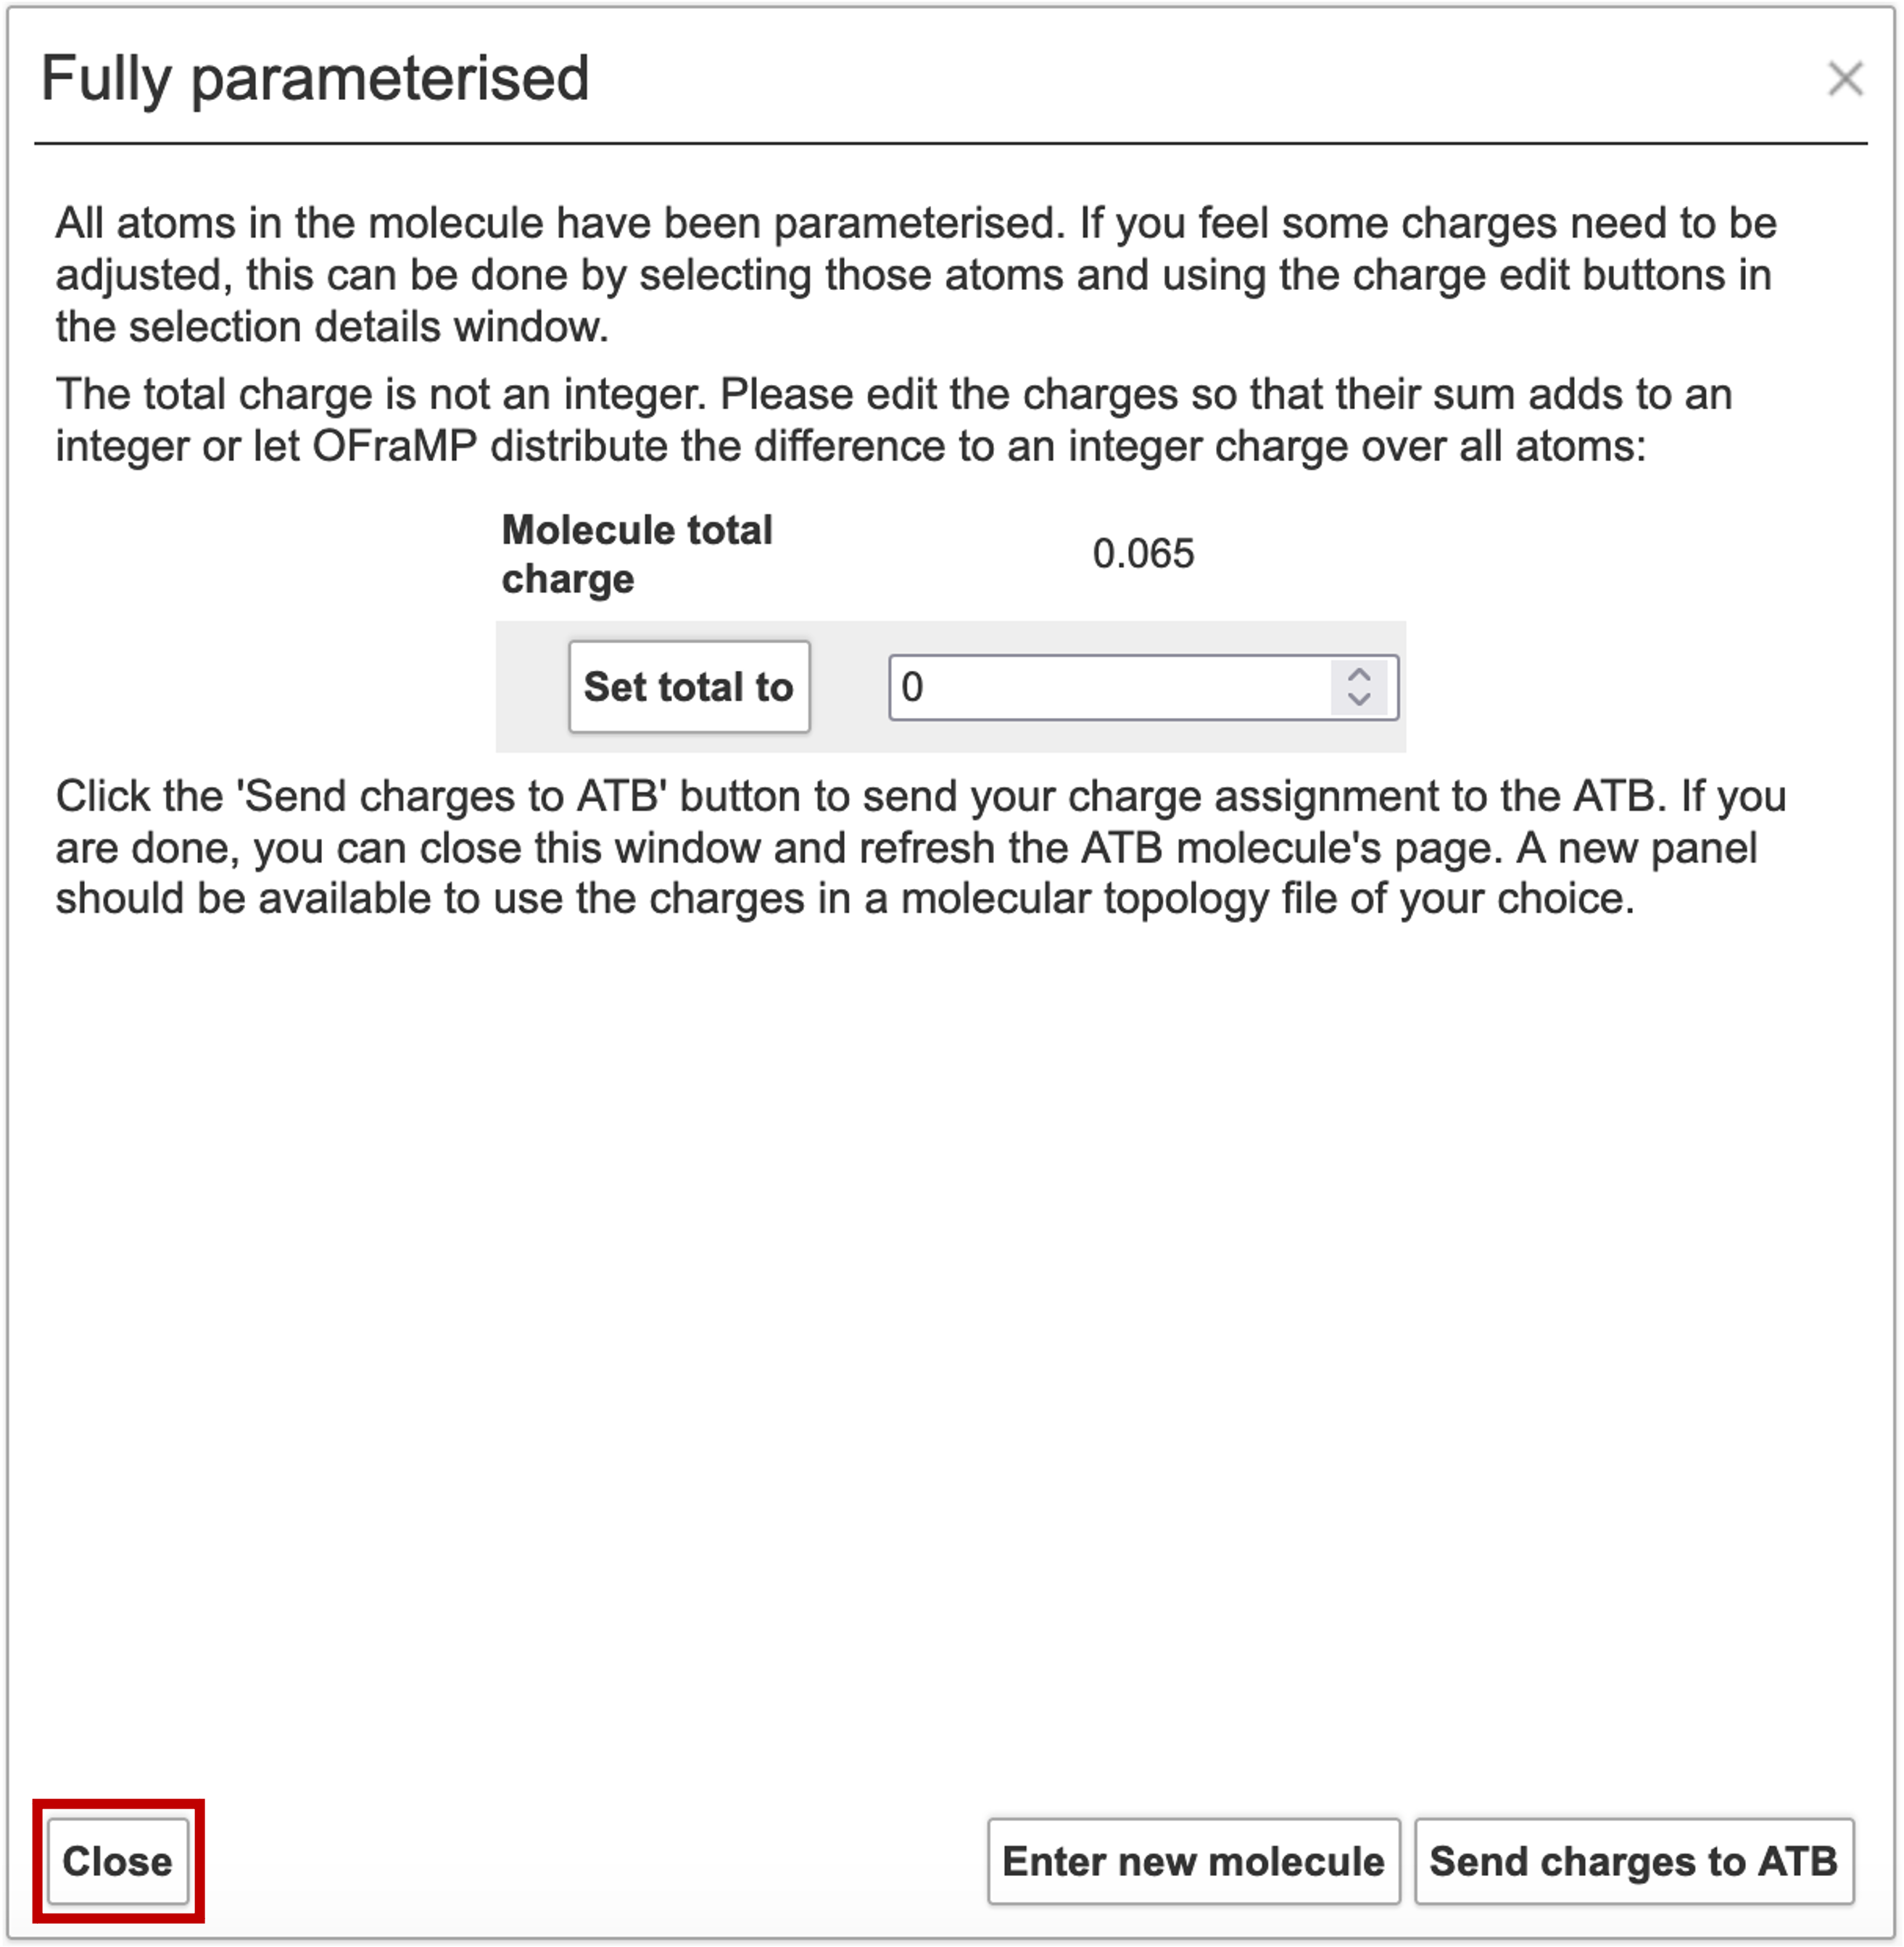 Fully parameterised
All atoms in the molecule have been parameterised. If you feel some charges need to be
adjusted, this can be done by selecting those atoms and using the charge edit buttons in
the selection details window.
The total charge is not an integer. Please edit the charges so that their sum adds to an
integer or let OFraMP distribute the difference to an integer charge over all atoms:
Molecule total
charge
0.065
Set total to
0
Click the 'Send charges to ATB' button to send your charge assignment to the ATB. If you
are done, you can close this window and refresh the ATB molecule's page. A new panel
should be available to use the charges in a molecular topology file of your choice.
Close
Enter new molecule
Send charges to ATB